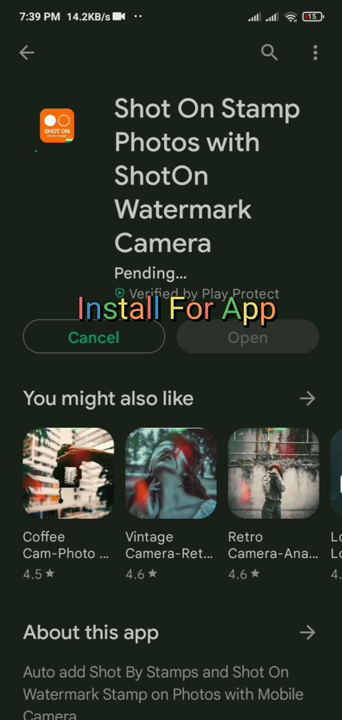 7:39 PM 14.2KB/s
15
SHOT ON
Shot On Stamp
Photos with
ShotOn
Watermark
Camera
Pending...
Verified by Play Protect
Install For App
Cancel
Open
You might also like
Coffee
Cam-Photo ...
4.5★
Vintage
Camera-Ret...
4.6★
Retro
Camera-Ana...
4.6★
L
L
4.
About this app
Auto add Shot By Stamps and Shot On
Watermark Stamp on Photos with Mobile
Camera